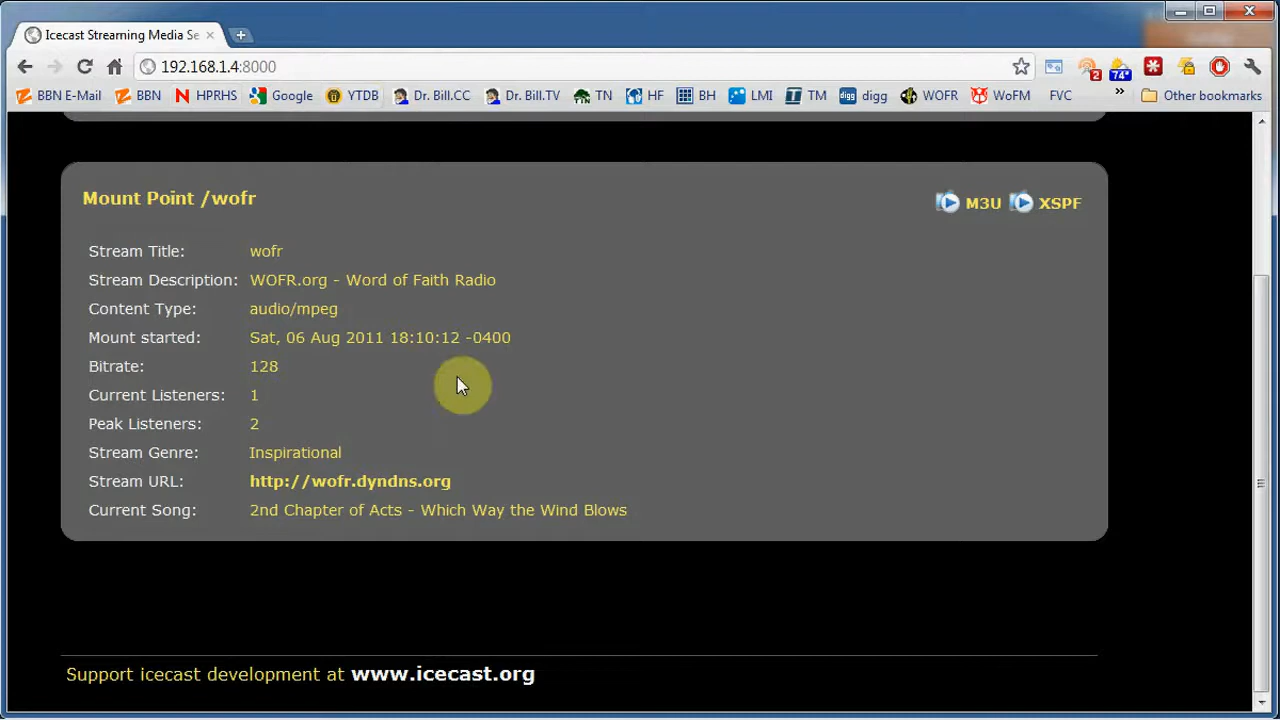 Icecast Streaming Media Se
192.168.1.4:8000
2 74°
BBN E-Mail BBN HPRHS Google YTDB Dr. Bill.CC Dr. Bill.TV TN HF BH LMI TM digg WOFR WoFM FVC » Other bookmarks
Mount Point /wofr
M3U XSPF
Stream Title: wofr
Stream Description: WOFR.org - Word of Faith Radio
Content Type: audio/mpeg
Mount started: Sat, 06 Aug 2011 18:10:12 -0400
Bitrate: 128
Current Listeners: 1
Peak Listeners: 2
Stream Genre: Inspirational
Stream URL: http://wofr.dyndns.org
Current Song: 2nd Chapter of Acts - Which Way the Wind Blows
Support icecast development at www.icecast.org